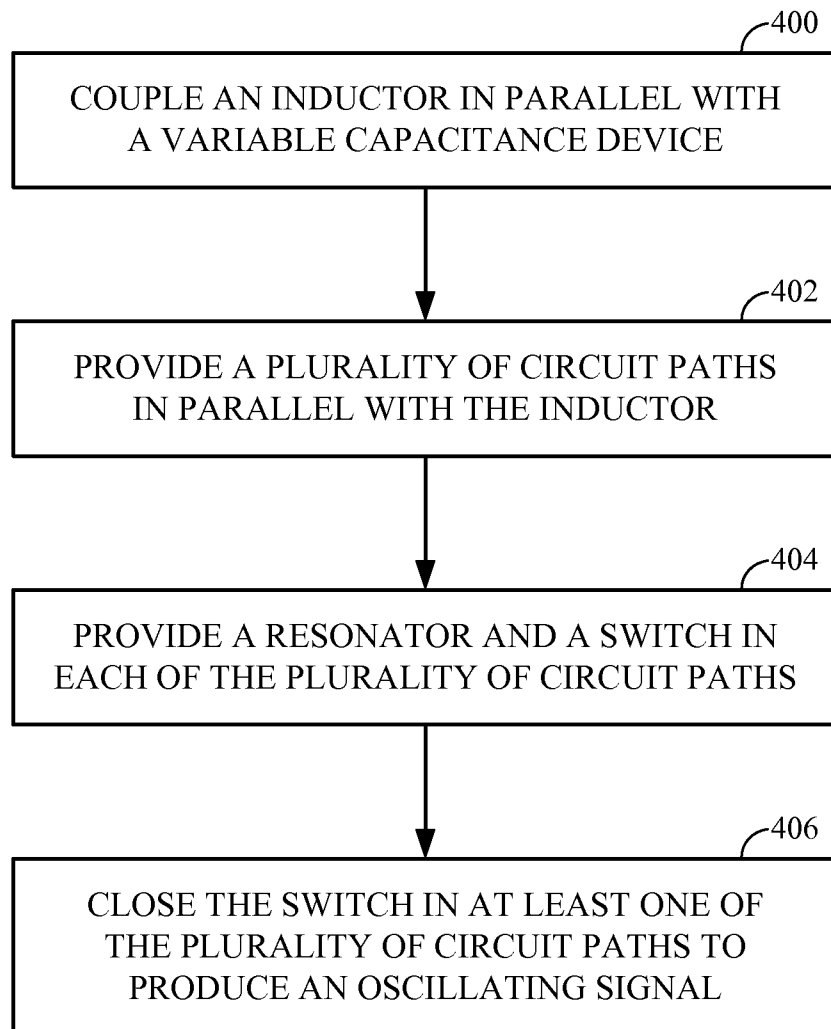 400
COUPLE AN INDUCTOR IN PARALLEL WITH
A VARIABLE CAPACITANCE DEVICE
402
PROVIDE A PLURALITY OF CIRCUIT PATHS
IN PARALLEL WITH THE INDUCTOR
404
PROVIDE A RESONATOR AND A SWITCH IN
EACH OF THE PLURALITY OF CIRCUIT PATHS
406
CLOSE THE SWITCH IN AT LEAST ONE OF
THE PLURALITY OF CIRCUIT PATHS TO
PRODUCE AN OSCILLATING SIGNAL